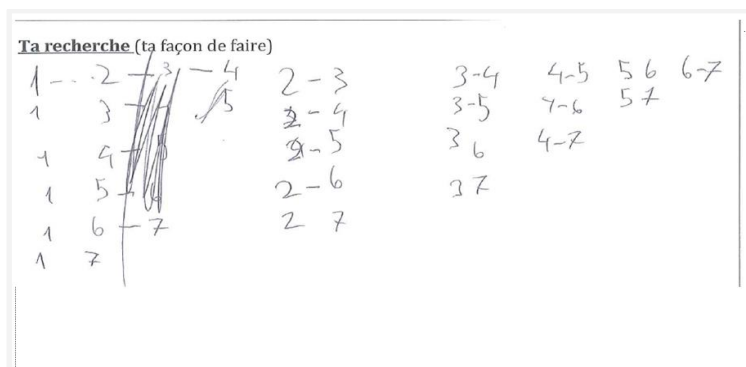 Ta recherche (ta façon de faire)
1 - - . 2 - 3 - 4 2 - 3 3-4 4-5 5 6 6-7
1 3 5 2 - 4 3-5 4-6 5 7
1 4 2 - 5 3 6 4-7
1 5 2 - 6 3 7
1 6 - 7 2 7
1 7